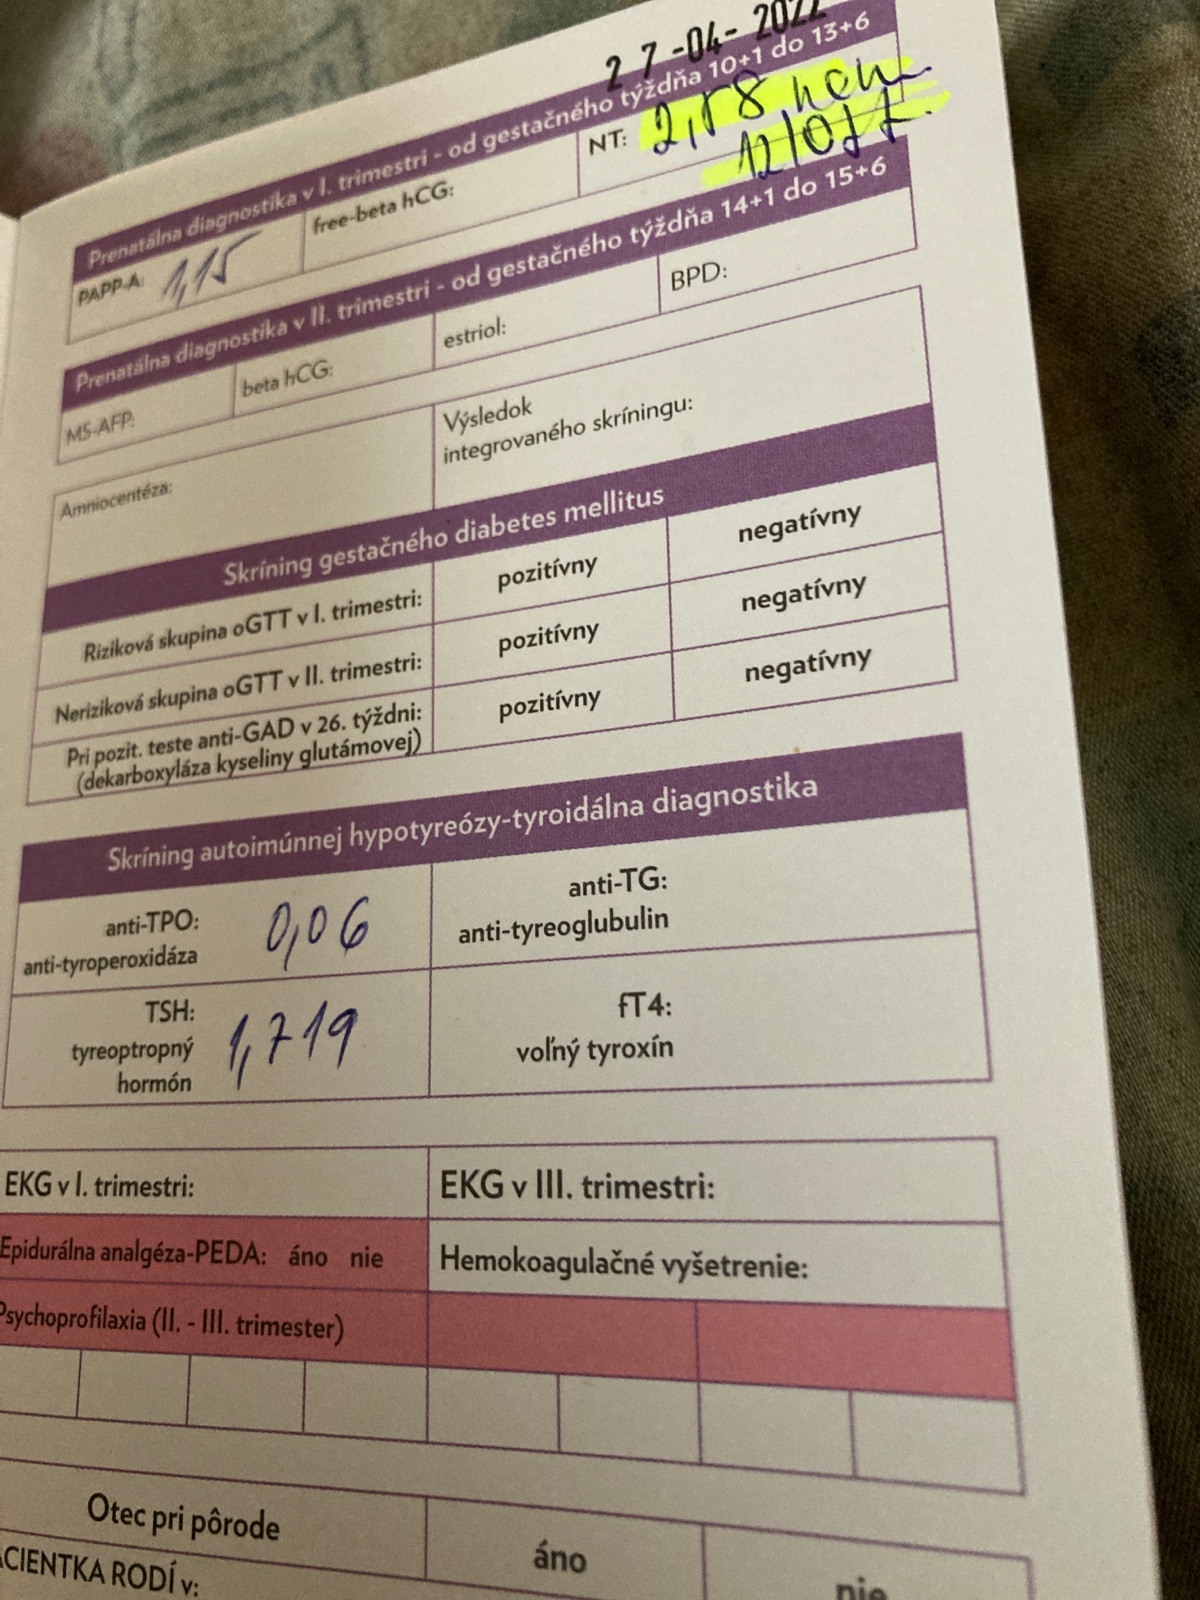 27-04-2022
Prenatálna diagnostika v I. trimestri - od gestačného týždňa 10+1 do 13+6
PAPP-A: 1,15
free-beta hCG:
NT:
Prenatálna diagnostika v II. trimestri - od gestačného týždňa 14+1 do 15+6
MS-AFP:
beta hCG:
estriol:
BPD:
Amniocentéza:
Výsledok
integrovaného skríningu:
Skríning gestačného diabetes mellitus
Riziková skupina oGTT v I. trimestri: pozitívny negatívny
Neriziková skupina oGTT v II. trimestri: pozitívny negatívny
Pri pozit. teste anti-GAD v 26. týždni:
(dekarboxyláza kyseliny glutámovej)
pozitívny negatívny
Skríning autoimúnnej hypotyreózy-tyroidálna diagnostika
anti-TPO: 0,06
anti-tyroperoxidáza
anti-TG:
anti-tyreoglubulin
TSH: 1,719
tyreoptropný
hormón
fT4:
voľný tyroxín
EKG v I. trimestri:
EKG v III. trimestri:
Epidurálna analgéza-PEDA: áno nie
Hemokoagulačné vyšetrenie:
Psychoprofilaxia (II. - III. trimester)
Otec pri pôrode áno nie
RODÍ v: